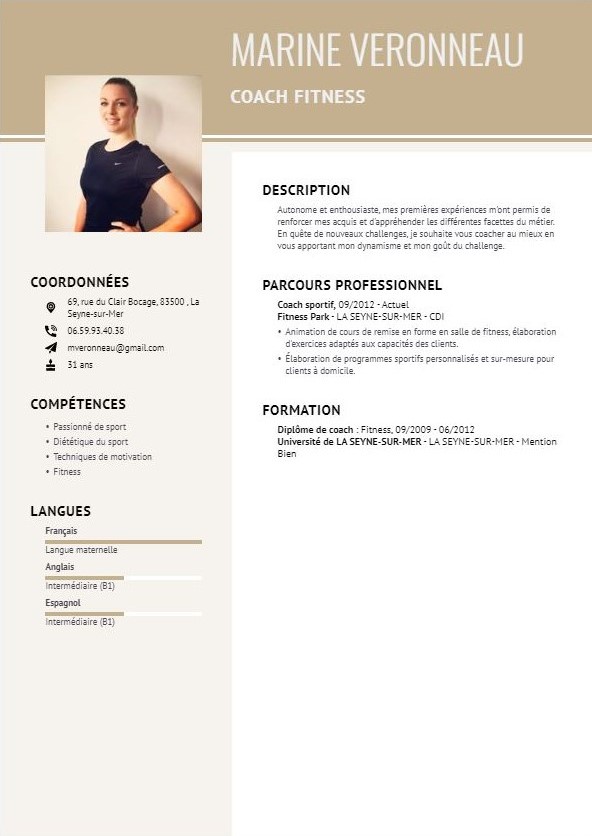 MARINE VERONNEAU
COACH FITNESS
COORDONNÉES
69, rue du Clair Bocage, 83500 , La
Seyne-sur-Mer
06.59.93.40.38
mveronneau@gmail.com
31 ans
COMPÉTENCES
• Passionné de sport
• Diététique du sport
• Techniques de motivation
• Fitness
LANGUES
Français
Langue maternelle
Anglais
Intermédiaire (B1)
Espagnol
Intermédiaire (B1)
DESCRIPTION
Autonome et enthousiaste, mes premières expériences m'ont permis de
renforcer mes acquis et d'appréhender les différentes facettes du métier.
En quête de nouveaux challenges, je souhaite vous coacher au mieux en
vous apportant mon dynamisme et mon goût du challenge.
PARCOURS PROFESSIONNEL
Coach sportif, 09/2012 - Actuel
Fitness Park - LA SEYNE-SUR-MER - CDI
• Animation de cours de remise en forme en salle de fitness, élaboration
d'exercices adaptés aux capacités des clients.
• Élaboration de programmes sportifs personnalisés et sur-mesure pour
clients à domicile.
FORMATION
Diplôme de coach : Fitness, 09/2009 - 06/2012
Université de LA SEYNE-SUR-MER - LA SEYNE-SUR-MER - Mention
Bien